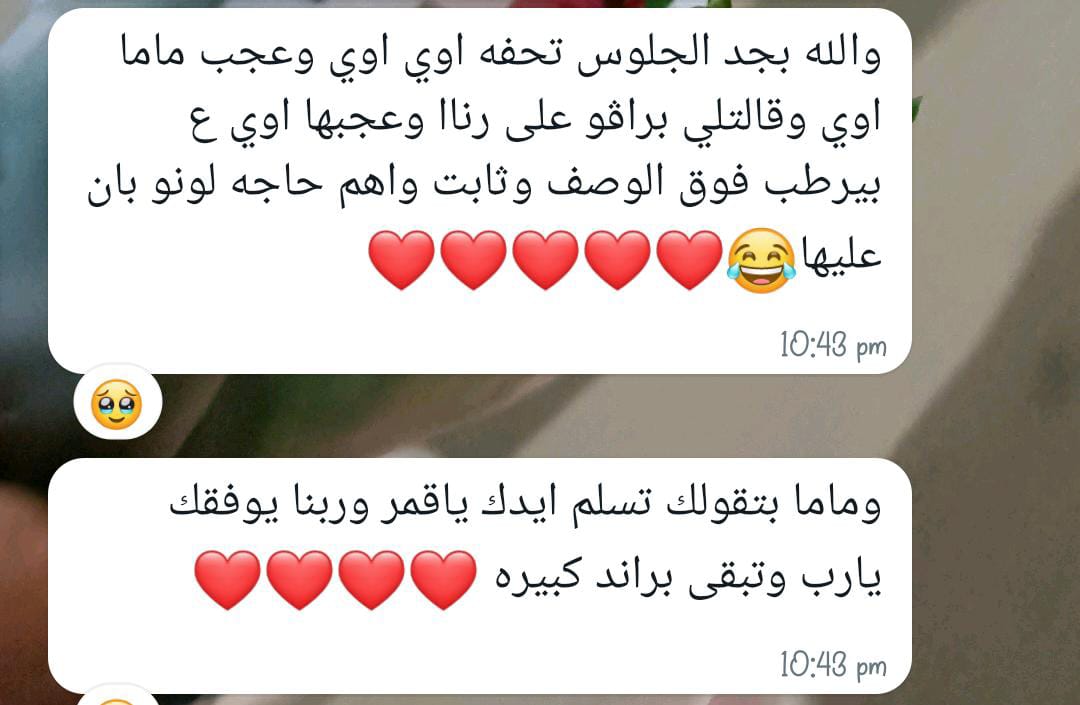 والله بجد الجلوس تحفه اوي اوي وعجب ماما
اوي وقالتلي براڤو على رناا وعجبها اوي ع
بيرطب فوق الوصف وثابت واهم حاجه لونو بان
عليها😂❤️❤️❤️❤️❤️
10:43 pm
🥹
وماما بتقولك تسلم ايدك ياقمر وربنا يوفقك
يارب وتبقى براند كبيره ❤️❤️❤️❤️
10:43 pm